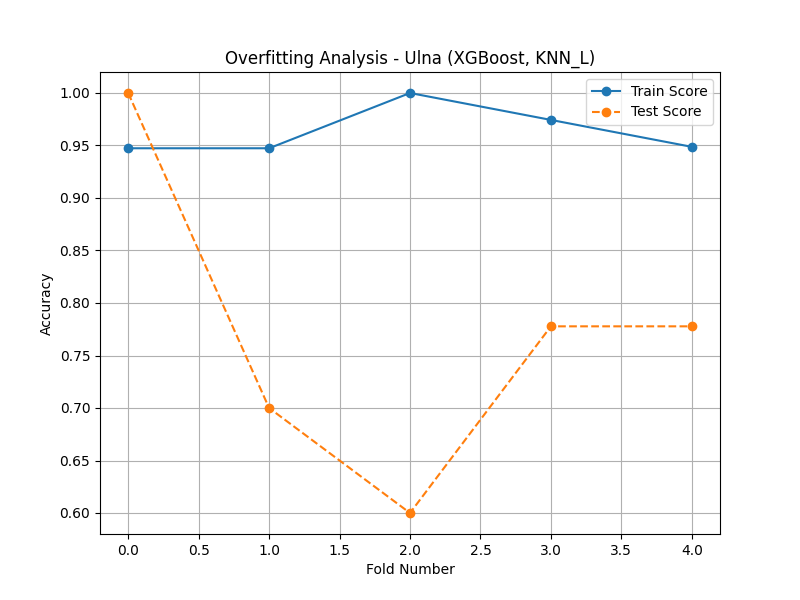 Overfitting Analysis - Ulna (XGBoost, KNN_L)
Train Score
Test Score
1.00
0.95
0.90
0.85
0.80
0.75
0.70
0.65
0.60
Accuracy
0.0 0.5 1.0 1.5 2.0 2.5 3.0 3.5 4.0
Fold Number